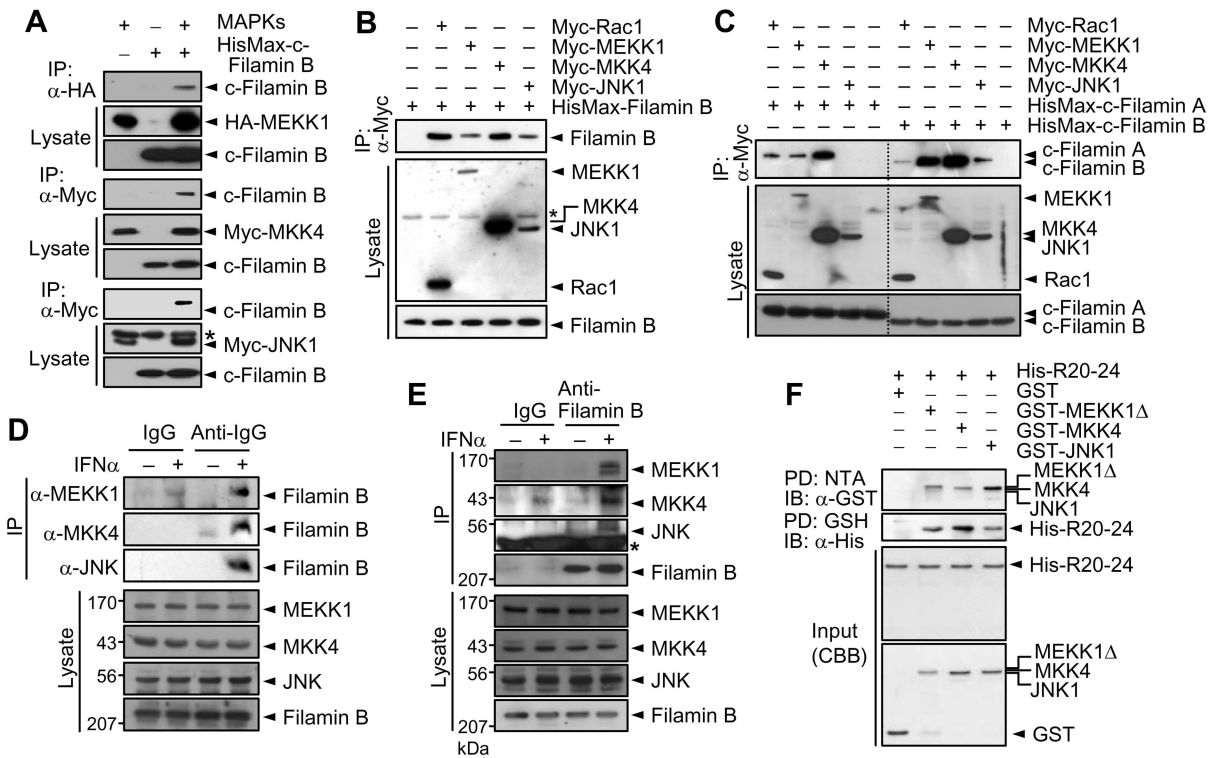 A
+ – + MAPKs
– + + HisMax-c-
Filamin B
IP:
α-HA
c-Filamin B
Lysate
HA-MEKK1
c-Filamin B
IP:
α-Myc
c-Filamin B
Lysate
Myc-MKK4
c-Filamin B
IP:
α-Myc
c-Filamin B
Lysate
*
Myc-JNK1
c-Filamin B
B
– + – – – Myc-Rac1
– – + – – Myc-MEKK1
– – – + – Myc-MKK4
– – – – + Myc-JNK1
+ + + + + HisMax-Filamin B
IP:
α-Myc
Filamin B
Lysate
MEKK1
*
MKK4
JNK1
Rac1
Filamin B
C
+ – – – – + – – – – Myc-Rac1
– + – – – – + – – – Myc-MEKK1
– – + – – – – + – – Myc-MKK4
– – – + – – – – + – Myc-JNK1
+ + + + + – – – – – HisMax-c-Filamin A
– – – – – + + + + + HisMax-c-Filamin B
IP:
α-Myc
c-Filamin A
c-Filamin B
Lysate
MEKK1
MKK4
JNK1
Rac1
c-Filamin A
c-Filamin B
D
IgG Anti-IgG
IFNα – + – +
IP
α-MEKK1 Filamin B
α-MKK4 Filamin B
α-JNK Filamin B
Lysate
170 MEKK1
43 MKK4
56 JNK
207 Filamin B
E
IgG
Anti-
Filamin B
IFNα – + – +
IP
170 MEKK1
43 MKK4
56 JNK
*
207 Filamin B
Lysate
170 MEKK1
43 MKK4
56 JNK
207 Filamin B
kDa
F
+ + + + His-R20-24
+ – – – GST
– + – – GST-MEKK1Δ
– – + – GST-MKK4
– – – + GST-JNK1
PD: NTA
IB: α-GST
MEKK1Δ
MKK4
JNK1
PD: GSH
IB: α-His
His-R20-24
Input
(CBB)
His-R20-24
MEKK1Δ
MKK4
JNK1
GST